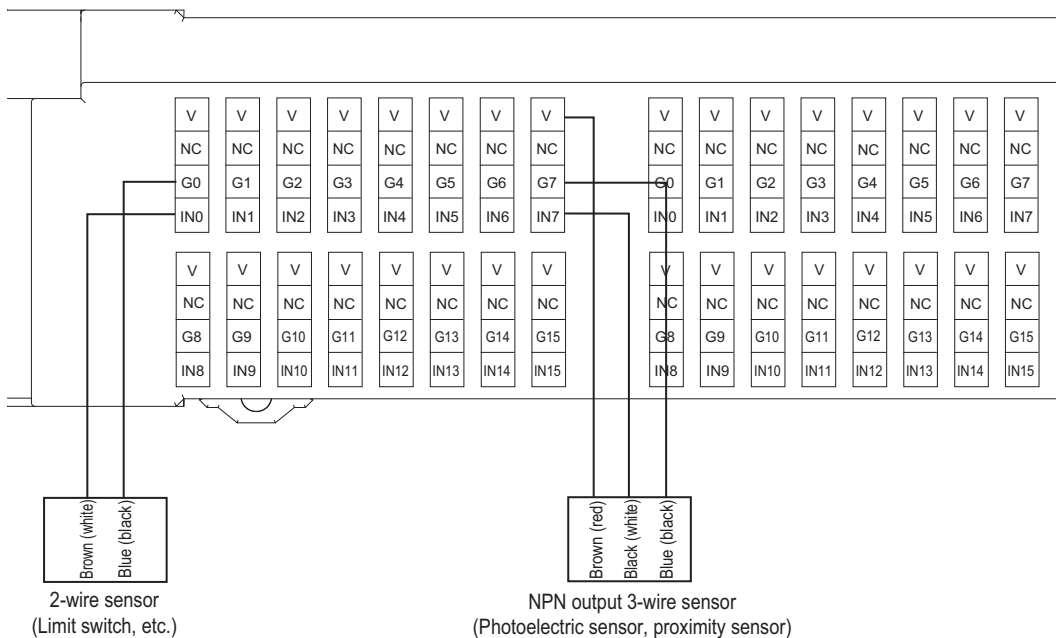 V V V V V V V V V V V V V V V V
NC NC NC NC NC NC NC NC NC NC NC NC NC NC NC NC
G0 G1 G2 G3 G4 G5 G6 G7 G0 G1 G2 G3 G4 G5 G6 G7
IN0 IN1 IN2 IN3 IN4 IN5 IN6 IN7 IN0 IN1 IN2 IN3 IN4 IN5 IN6 IN7
V V V V V V V V V V V V V V V V
NC NC NC NC NC NC NC NC NC NC NC NC NC NC NC NC
G8 G9 G10 G11 G12 G13 G14 G15 G8 G9 G10 G11 G12 G13 G14 G15
IN8 IN9 IN10 IN11 IN12 IN13 IN14 IN15 IN8 IN9 IN10 IN11 IN12 IN13 IN14 IN15
Brown (white)
Blue (black)
2-wire sensor
(Limit switch, etc.)
Brown (red)
Black (white)
Blue (black)
NPN output 3-wire sensor
(Photoelectric sensor, proximity sensor)